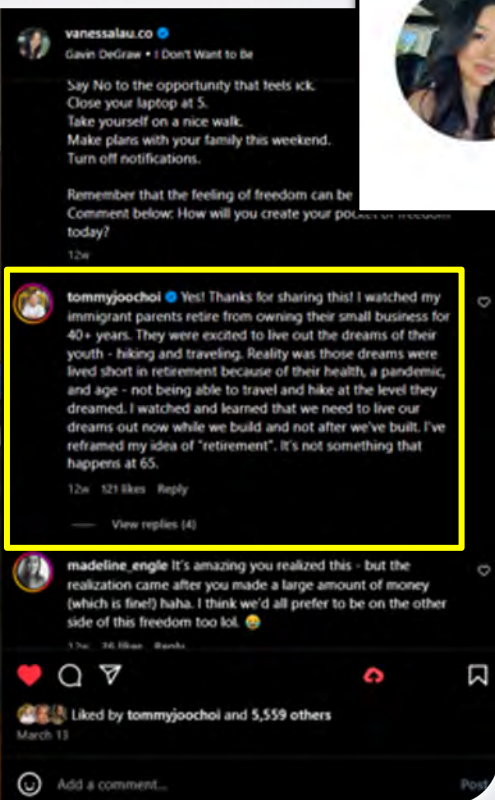 vanessalau.co
Gavin DeGraw • I Don't Want to Be
Say No to the opportunity that feels ick.
Close your laptop at 5.
Take yourself on a nice walk.
Make plans with your family this weekend.
Turn off notifications.
Remember that the feeling of freedom can be
Comment below: How will you create your pocket of freedom
today?
12w
tommyjoochoi Yes! Thanks for sharing this! I watched my
immigrant parents retire from owning their small business for
40+ years. They were excited to live out the dreams of their
youth - hiking and traveling. Reality was those dreams were
lived short in retirement because of their health, a pandemic,
and age - not being able to travel and hike at the level they
dreamed. I watched and learned that we need to live our
dreams out now while we build and not after we've built. I've
reframed my idea of "retirement". It's not something that
happens at 65.
12w 121 likes Reply
View replies (4)
madeline_engle It's amazing you realized this - but the
realization came after you made a large amount of money
(which is fine!) haha. I think we'd all prefer to be on the other
side of this freedom too lol. 😭
12w 36 likes Reply
Liked by tommyjoochoi and 5,559 others
March 13
Add a comment...
Post